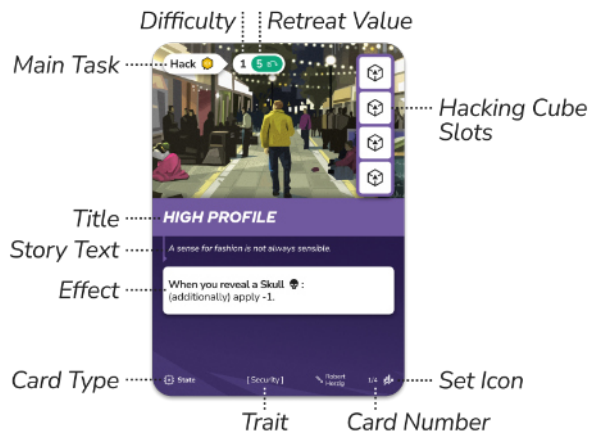 Difficulty Retreat Value
Main Task
Hack 1 5
Hacking Cube
Slots
Title
HIGH PROFILE
Story Text
A sense for fashion is not always sensible.
Effect
When you reveal a Skull :
(additionally) apply -1.
Card Type
State [Security] Robert
Herzig 1/4
Set Icon
Trait Card Number